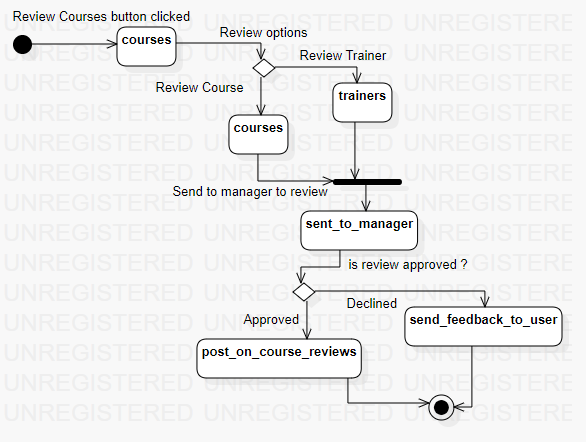 Review Courses button clicked
courses
Review options
Review Trainer
Review Course
trainers
courses
Send to manager to review
sent_to_manager
is review approved ?
Declined
Approved
send_feedback_to_user
post_on_course_reviews
UNREGISTERED UNREGISTERED UNREGISTERED UNREGISTERE